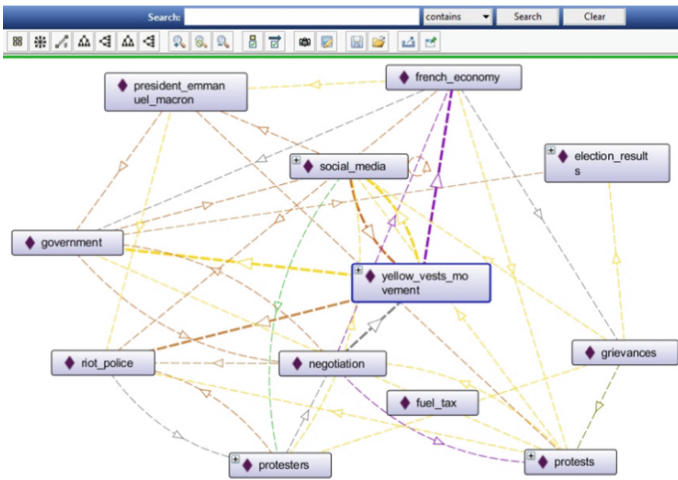 Search:
contains
Search
Clear
president_emman
uel_macron
french_economy
social_media
election_result
s
government
yellow_vests_mo
vement
riot_police
negotiation
grievances
fuel_tax
protesters
protests